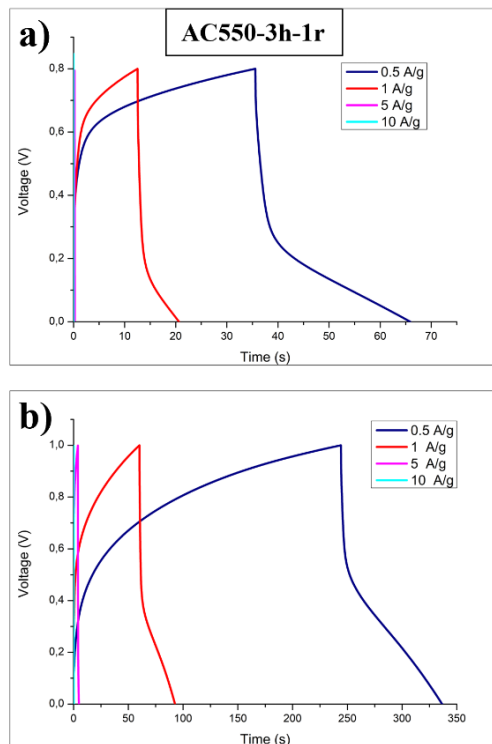 a)
AC550-3h-1r
0.5 A/g
1 A/g
5 A/g
10 A/g
Voltage (V)
0,8
0,6
0,4
0,2
0,0
0 10 20 30 40 50 60 70
Time (s)
b)
0.5 A/g
1 A/g
5 A/g
10 A/g
Voltage (V)
1,0
0,8
0,6
0,4
0,2
0,0
0 50 100 150 200 250 300 350
Time (s)